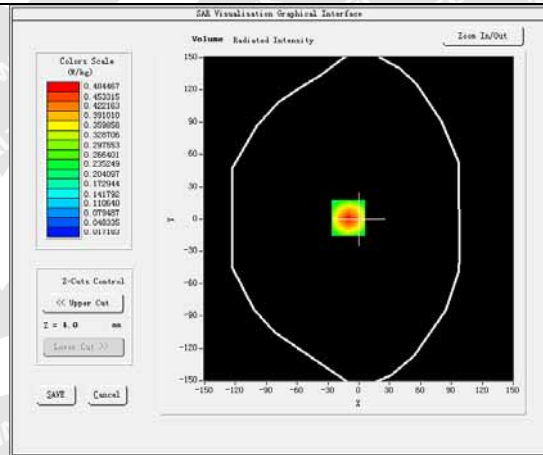 SAR Visualisation Graphical Interface
Volume Radiated Intensity
Zoom In/Out
Colors Scale
(W/kg)
0.484467
0.453315
0.422163
0.391010
0.359858
0.328706
0.297553
0.266401
0.235249
0.204097
0.172944
0.141792
0.110640
0.079487
0.048335
0.017183
150
120
90
60
30
0
-30
-60
-90
-120
-150
Y
-150 -120 -90 -60 -30 0 30 60 90 120 150
X
Z-Cuts Control
<< Upper Cut
Z = 4.0 mm
Lower Cut >>
SAVE Cancel